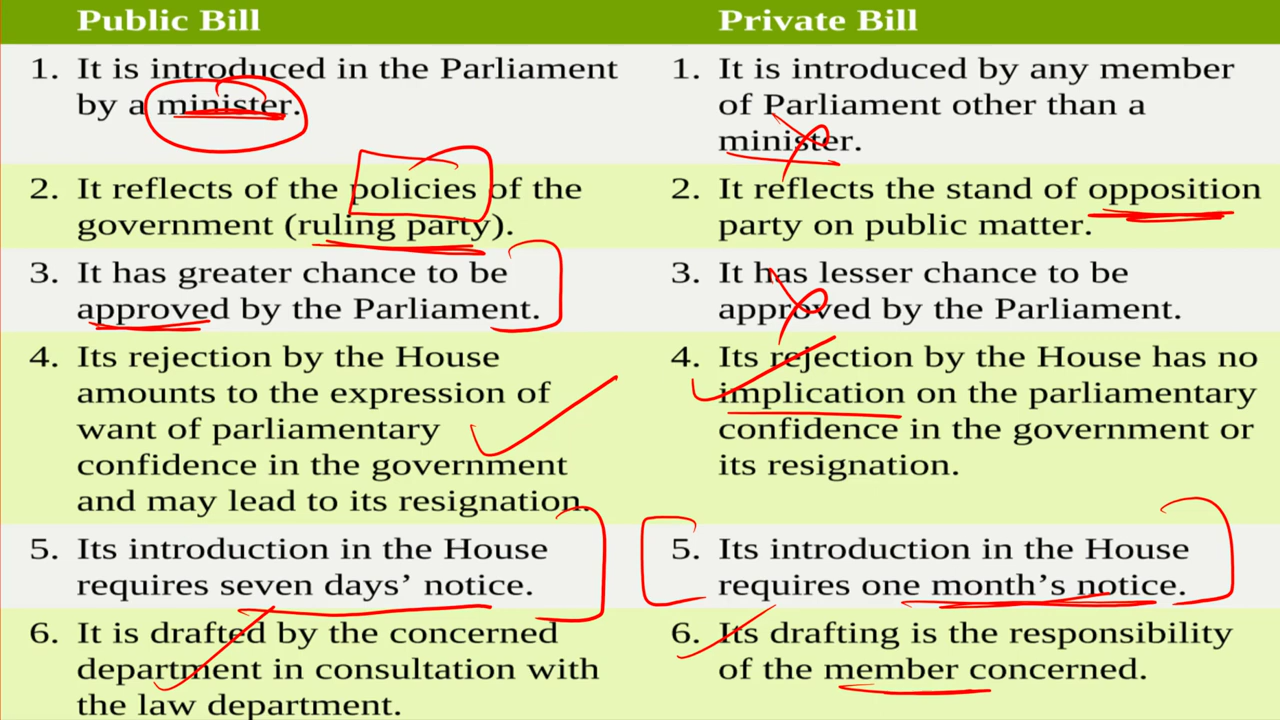 Public Bill
Private Bill
1. It is introduced in the Parliament
by a minister.
1. It is introduced by any member
of Parliament other than a
minister.
2. It reflects of the policies of the
government (ruling party).
2. It reflects the stand of opposition
party on public matter.
3. It has greater chance to be
approved by the Parliament.
3. It has lesser chance to be
approved by the Parliament.
4. Its rejection by the House
amounts to the expression of
want of parliamentary
confidence in the government
and may lead to its resignation.
4. Its rejection by the House has no
implication on the parliamentary
confidence in the government or
its resignation.
5. Its introduction in the House
requires seven days’ notice.
5. Its introduction in the House
requires one month’s notice.
6. It is drafted by the concerned
department in consultation with
the law department.
6. Its drafting is the responsibility
of the member concerned.